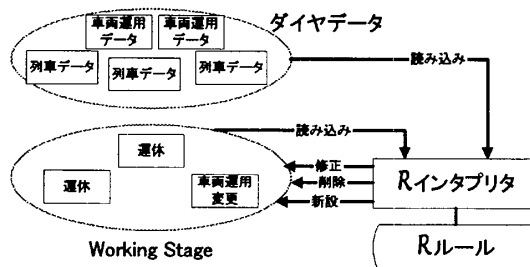 ダイヤデータ
車両運用
データ
車両運用
データ
列車データ
列車データ
列車データ
読み込み
読み込み
運休
運休
車両運用
変更
修正
削除
新設
Rインタプリタ
Rルール
Working Stage